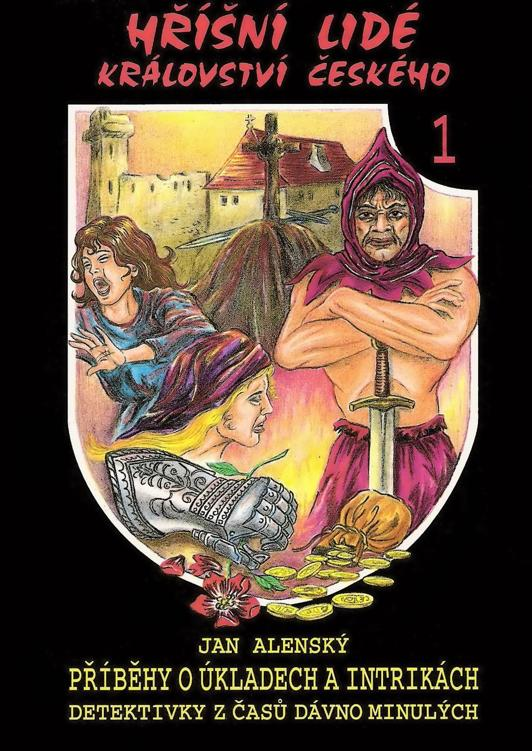 HŘÍŠNÍ LIDÉ
KRÁLOVSTVÍ ČESKÉHO
1
JAN ALENSKÝ
PŘÍBĚHY O ÚKLADECH A INTRIKÁCH
DETEKTIVKY Z ČASŮ DÁVNO MINULÝCH